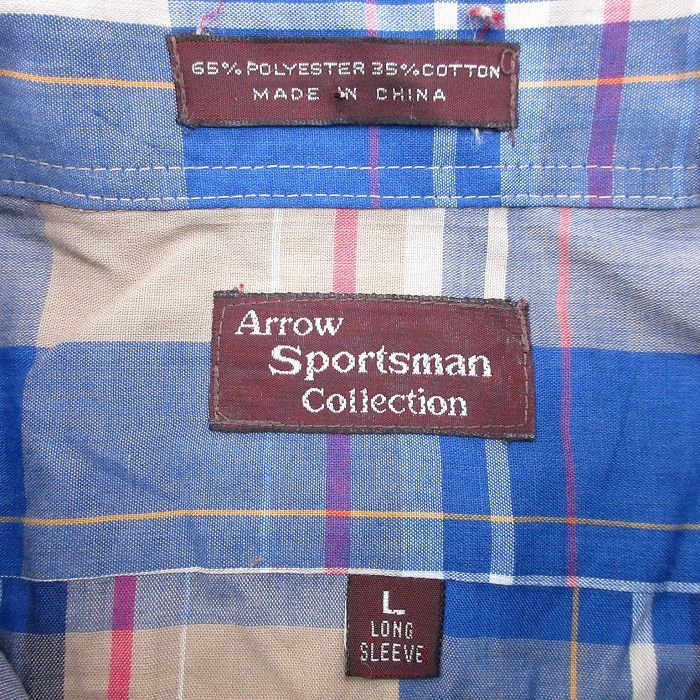 65% POLYESTER 35% COTTON
MADE IN CHINA
Arrow
Sportsman
Collection
L
LONG
SLEEVE